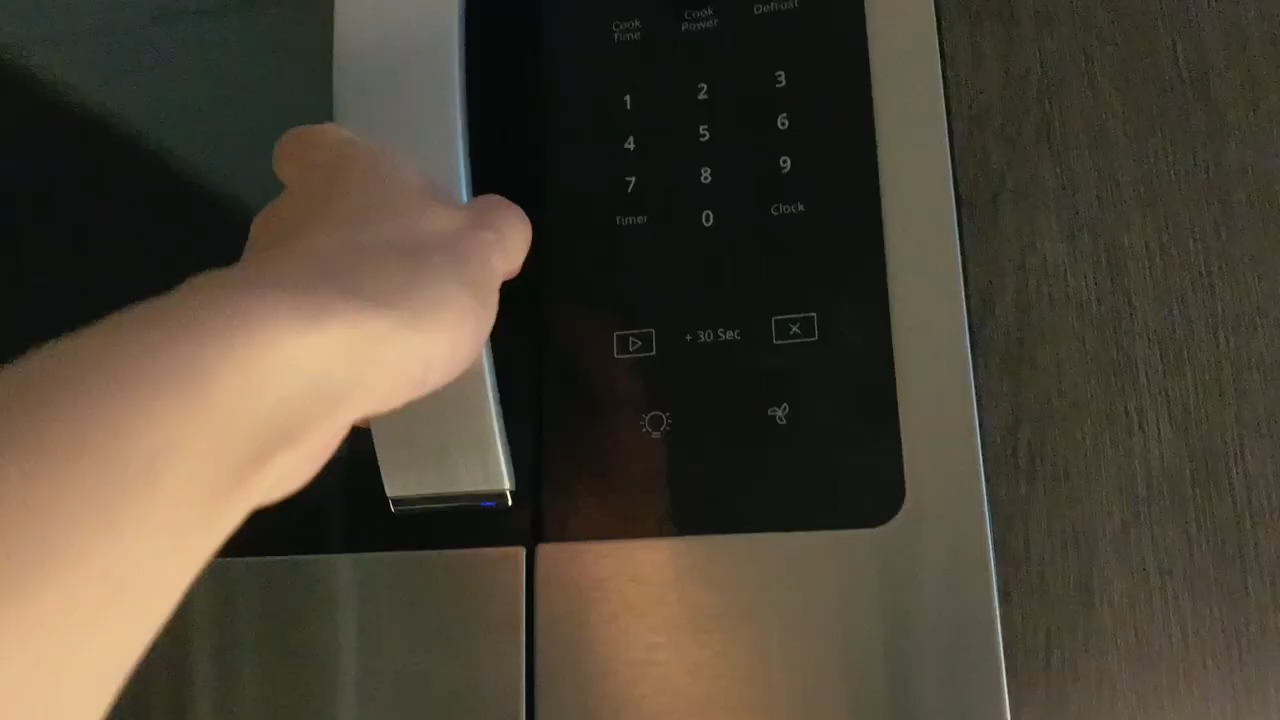 Cook Time
Cook Power
Defrost
1 2 3
4 5 6
7 8 9
Timer 0 Clock
+ 30 Sec